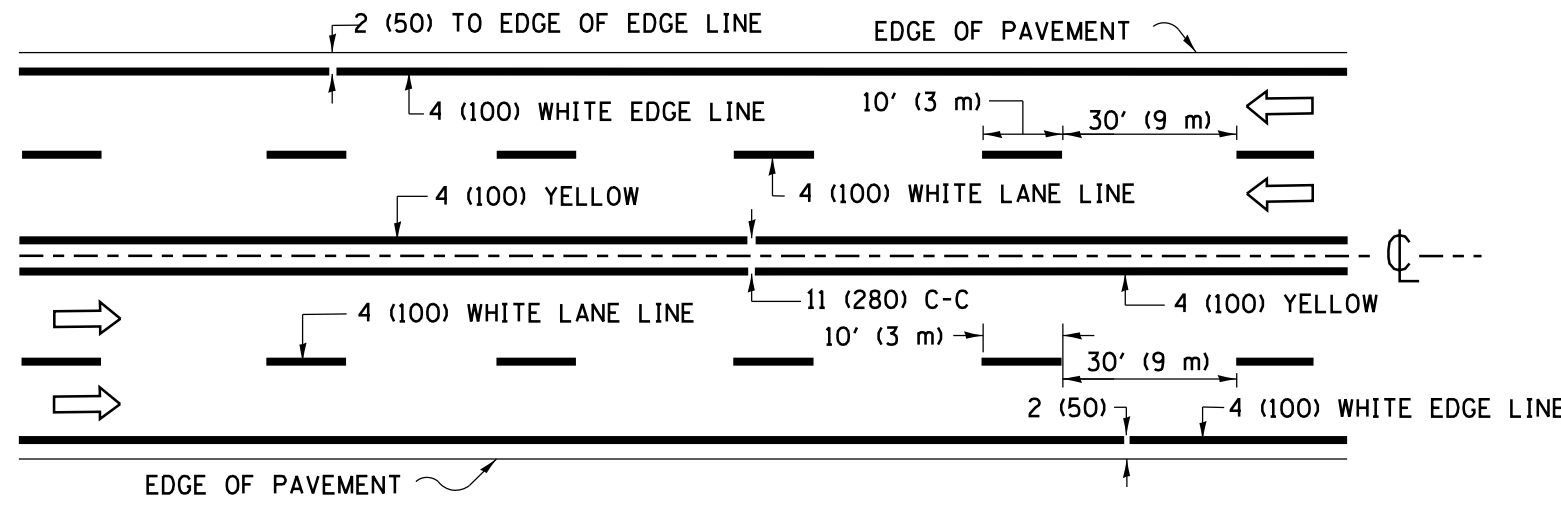 2 (50) TO EDGE OF EDGE LINE
EDGE OF PAVEMENT
4 (100) WHITE EDGE LINE
10' (3 m)
30' (9 m)
4 (100) YELLOW
4 (100) WHITE LANE LINE
℄
11 (280) C-C
4 (100) YELLOW
4 (100) WHITE LANE LINE
10' (3 m)
30' (9 m)
2 (50)
4 (100) WHITE EDGE LINE
EDGE OF PAVEMENT